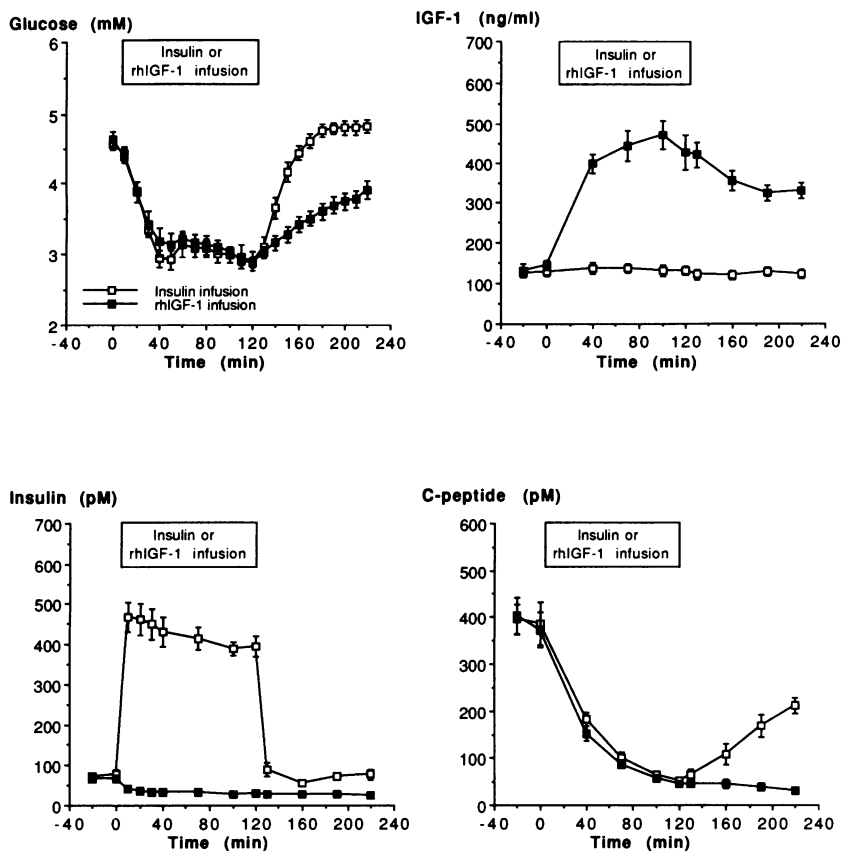 Glucose (mM)
6
5
4
3
2
Insulin or
rhIGF-1 infusion
Insulin infusion
rhIGF-1 infusion
-40 0 40 80 120 160 200 240
Time (min)
IGF-1 (ng/ml)
700
600
500
400
300
200
100
0
Insulin or
rhIGF-1 infusion
-40 0 40 80 120 160 200 240
Time (min)
Insulin (pM)
700
600
500
400
300
200
100
0
Insulin or
rhIGF-1 infusion
-40 0 40 80 120 160 200 240
Time (min)
C-peptide (pM)
600
500
400
300
200
100
0
Insulin or
rhIGF-1 infusion
-40 0 40 80 120 160 200 240
Time (min)